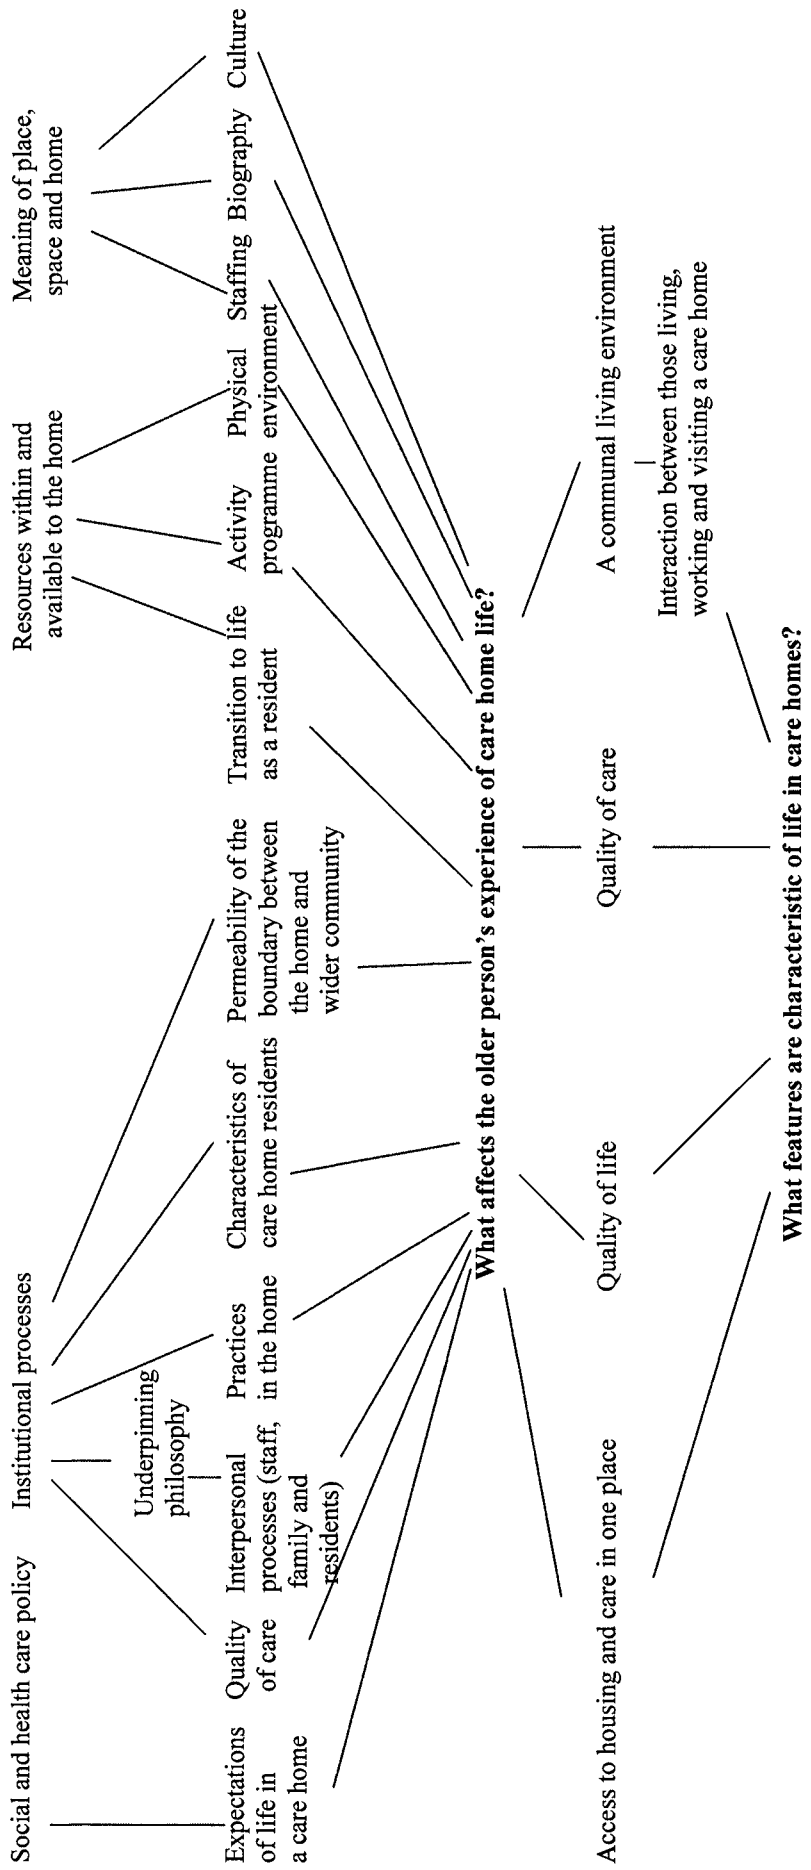 Social and health care policy
Institutional processes
Resources within and
available to the home
Meaning of place,
space and home
Underpinning
philosophy
Expectations
of life in
a care home
Quality
of care
Interpersonal
processes (staff,
family and
residents)
Practices
in the home
Characteristics of
care home residents
Permeability of the
boundary between
the home and
wider community
Transition to life
as a resident
Activity
programme
Physical
environment
Staffing
Biography
Culture
What affects the older person's experience of care home life?
Access to housing and care in one place
Quality of life
Quality of care
A communal living environment
Interaction between those living,
working and visiting a care home
What features are characteristic of life in care homes?